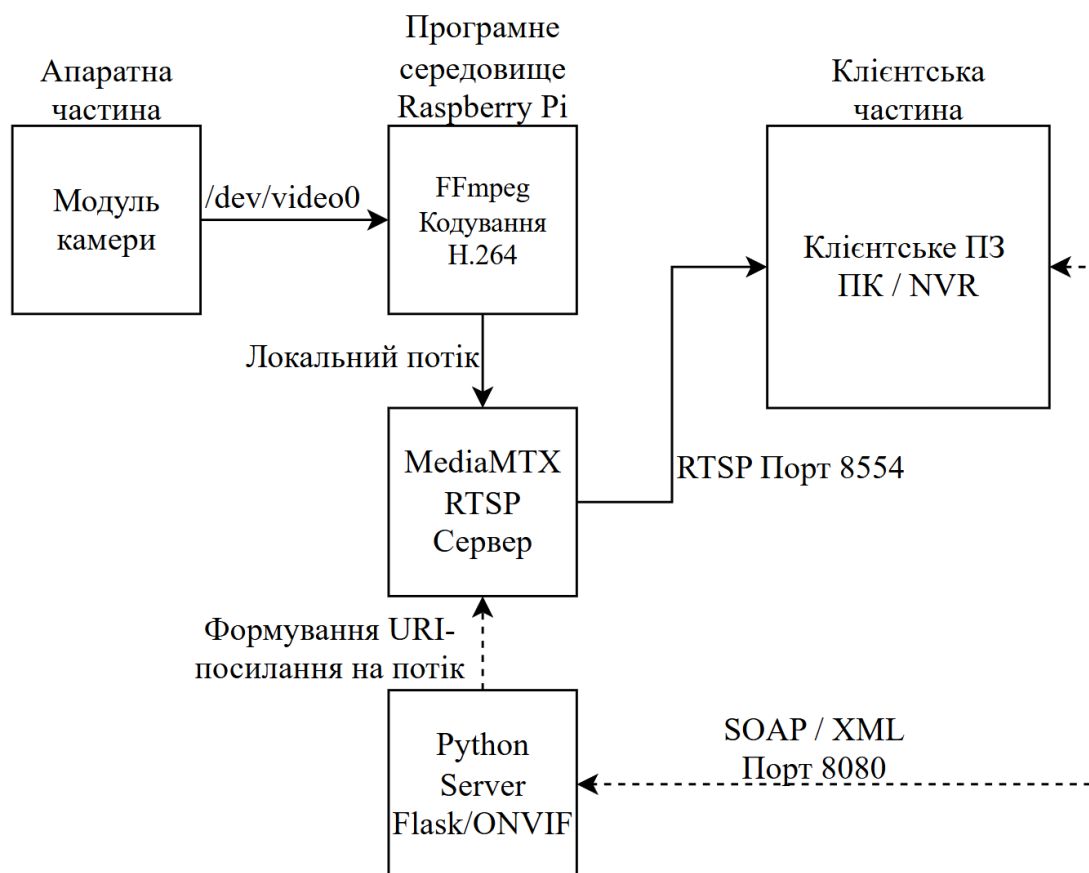 Апаратна
частина
Модуль
камери
/dev/video0
Програмне
середовище
Raspberry Pi
FFmpeg
Кодування
H.264
Локальний потік
MediaMTX
RTSP
Сервер
Формування URI-
посилання на потік
Python
Server
Flask/ONVIF
Клієнтська
частина
Клієнтське ПЗ
ПК / NVR
RTSP Порт 8554
SOAP / XML
Порт 8080